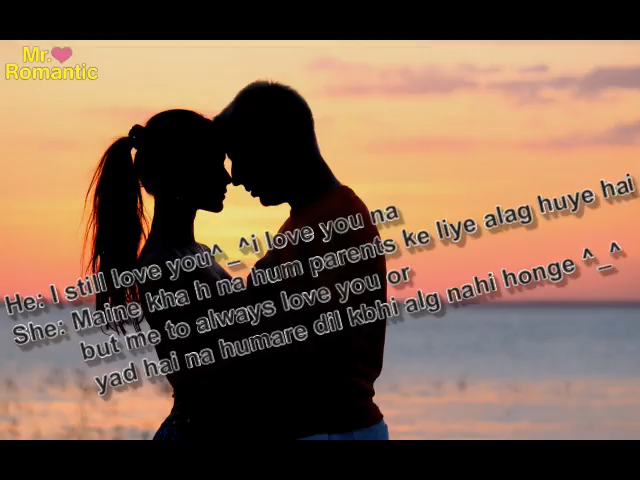 Mr.
Romantic
He: I still love you^_^i love you na
She: Maine kha h na hum parents ke liye alag huye hai
but me to always love you or
yad hai na humare dil kbhi alg nahi honge ^_^